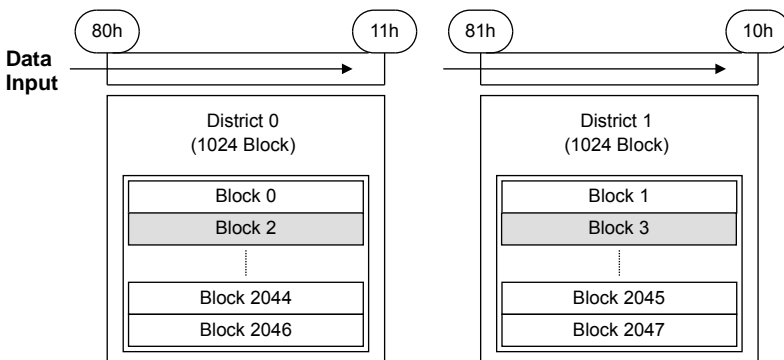 80h 11h 81h 10h
Data
Input
District 0 District 1
(1024 Block) (1024 Block)
Block 0 Block 1
Block 2 Block 3
Block 2044 Block 2045
Block 2046 Block 2047